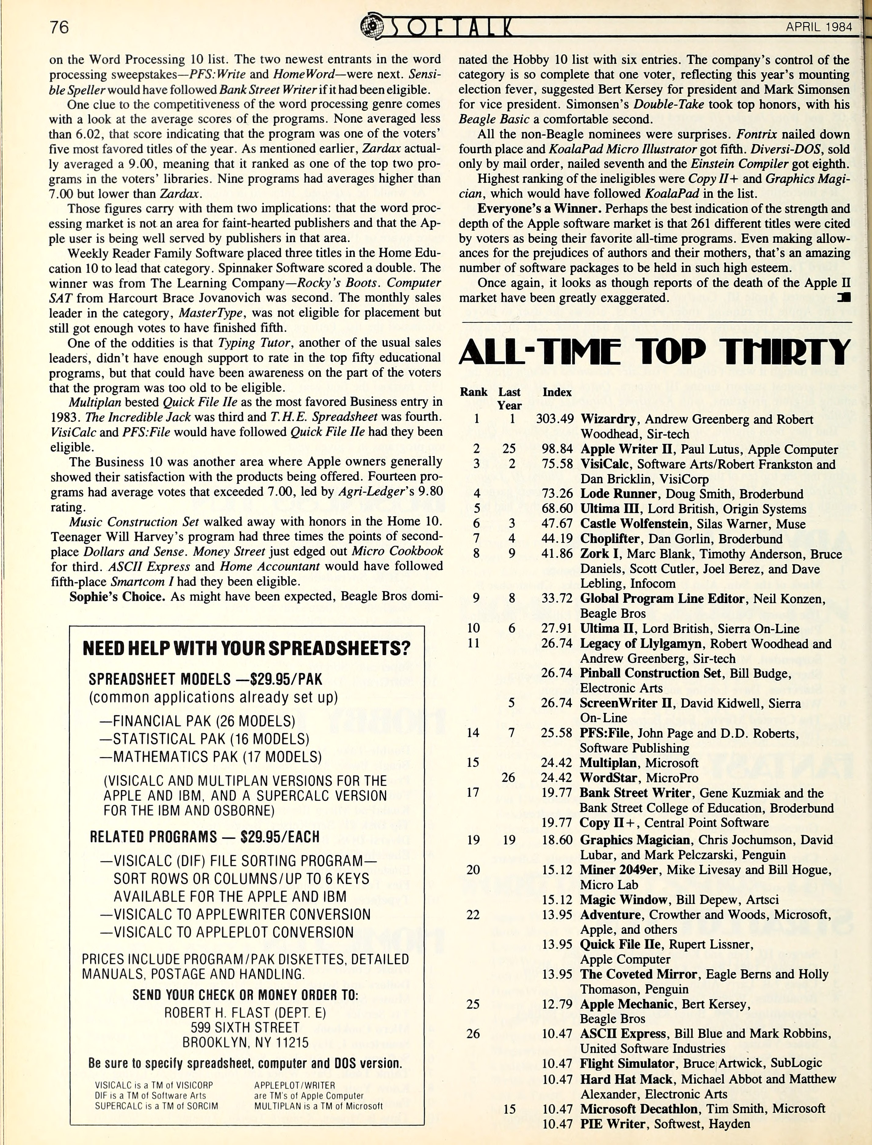 76
SOFTALK
APRIL 1984
on the Word Processing 10 list. The two newest entrants in the word
processing sweepstakes—PFS:Write and HomeWord—were next. Sensi-
ble Speller would have followed Bank Street Writer if it had been eligible.
One clue to the competitiveness of the word processing genre comes
with a look at the average scores of the programs. None averaged less
than 6.02, that score indicating that the program was one of the voters'
five most favored titles of the year. As mentioned earlier, Zardax actual-
ly averaged a 9.00, meaning that it ranked as one of the top two pro-
grams in the voters' libraries. Nine programs had averages higher than
7.00 but lower than Zardax.
Those figures carry with them two implications: that the word proc-
essing market is not an area for faint-hearted publishers and that the Ap-
ple user is being well served by publishers in that area.
Weekly Reader Family Software placed three titles in the Home Edu-
cation 10 to lead that category. Spinnaker Software scored a double. The
winner was from The Learning Company—Rocky's Boots. Computer
SAT from Harcourt Brace Jovanovich was second. The monthly sales
leader in the category, MasterType, was not eligible for placement but
still got enough votes to have finished fifth.
One of the oddities is that Typing Tutor, another of the usual sales
leaders, didn't have enough support to rate in the top fifty educational
programs, but that could have been awareness on the part of the voters
that the program was too old to be eligible.
Multiplan bested Quick File IIe as the most favored Business entry in
1983. The Incredible Jack was third and T.H.E. Spreadsheet was fourth.
VisiCalc and PFS:File would have followed Quick File IIe had they been
eligible.
The Business 10 was another area where Apple owners generally
showed their satisfaction with the products being offered. Fourteen pro-
grams had average votes that exceeded 7.00, led by Agri-Ledger's 9.80
rating.
Music Construction Set walked away with honors in the Home 10.
Teenager Will Harvey's program had three times the points of second-
place Dollars and Sense. Money Street just edged out Micro Cookbook
for third. ASCII Express and Home Accountant would have followed
fifth-place Smartcom I had they been eligible.
Sophie's Choice. As might have been expected, Beagle Bros domi-
NEED HELP WITH YOUR SPREADSHEETS?
SPREADSHEET MODELS —$29.95/PAK
(common applications already set up)
—FINANCIAL PAK (26 MODELS)
—STATISTICAL PAK (16 MODELS)
—MATHEMATICS PAK (17 MODELS)
(VISICALC AND MULTIPLAN VERSIONS FOR THE
APPLE AND IBM, AND A SUPERCALC VERSION
FOR THE IBM AND OSBORNE)
RELATED PROGRAMS — $29.95/EACH
—VISICALC (DIF) FILE SORTING PROGRAM—
SORT ROWS OR COLUMNS/UP TO 6 KEYS
AVAILABLE FOR THE APPLE AND IBM
—VISICALC TO APPLEWRITER CONVERSION
—VISICALC TO APPLEPLOT CONVERSION
PRICES INCLUDE PROGRAM/PAK DISKETTES, DETAILED
MANUALS, POSTAGE AND HANDLING.
SEND YOUR CHECK OR MONEY ORDER TO:
ROBERT H. FLAST (DEPT. E)
599 SIXTH STREET
BROOKLYN, NY 11215
Be sure to specify spreadsheet, computer and DOS version.
VISICALC is a TM of VISICORP
DIF is a TM of Software Arts
SUPERCALC is a TM of SORCIM
APPLEPLOT/WRITER
are TM's of Apple Computer
MULTIPLAN is a TM of Microsoft
nated the Hobby 10 list with six entries. The company's control of the
category is so complete that one voter, reflecting this year's mounting
election fever, suggested Bert Kersey for president and Mark Simonsen
for vice president. Simonsen's Double-Take took top honors, with his
Beagle Basic a comfortable second.
All the non-Beagle nominees were surprises. Fontrix nailed down
fourth place and KoalaPad Micro Illustrator got fifth. Diversi-DOS, sold
only by mail order, nailed seventh and the Einstein Compiler got eighth.
Highest ranking of the ineligibles were Copy II+ and Graphics Magi-
cian, which would have followed KoalaPad in the list.
Everyone's a Winner. Perhaps the best indication of the strength and
depth of the Apple software market is that 261 different titles were cited
by voters as being their favorite all-time programs. Even making allow-
ances for the prejudices of authors and their mothers, that's an amazing
number of software packages to be held in such high esteem.
Once again, it looks as though reports of the death of the Apple II
market have been greatly exaggerated.
ALL-TIME TOP THIRTY
Rank Last Index
Year
1 1 303.49 Wizardry, Andrew Greenberg and Robert
Woodhead, Sir-tech
2 25 98.84 Apple Writer II, Paul Lutus, Apple Computer
3 2 75.58 VisiCalc, Software Arts/Robert Frankston and
Dan Bricklin, VisiCorp
4 73.26 Lode Runner, Doug Smith, Broderbund
5 68.60 Ultima III, Lord British, Origin Systems
6 3 47.67 Castle Wolfenstein, Silas Warner, Muse
7 4 44.19 Choplifter, Dan Gorlin, Broderbund
8 9 41.86 Zork I, Marc Blank, Timothy Anderson, Bruce
Daniels, Scott Cutler, Joel Berez, and Dave
Lebling, Infocom
9 8 33.72 Global Program Line Editor, Neil Konzen,
Beagle Bros
10 6 27.91 Ultima II, Lord British, Sierra On-Line
11 26.74 Legacy of Llylgamyn, Robert Woodhead and
Andrew Greenberg, Sir-tech
26.74 Pinball Construction Set, Bill Budge,
Electronic Arts
5 26.74 ScreenWriter II, David Kidwell, Sierra
On-Line
14 7 25.58 PFS:File, John Page and D.D. Roberts,
Software Publishing
15 24.42 Multiplan, Microsoft
26 24.42 WordStar, MicroPro
17 19.77 Bank Street Writer, Gene Kuzmiak and the
Bank Street College of Education, Broderbund
19.77 Copy II+, Central Point Software
19 19 18.60 Graphics Magician, Chris Jochumson, David
Lubar, and Mark Pelczarski, Penguin
20 15.12 Miner 2049er, Mike Livesay and Bill Hogue,
Micro Lab
15.12 Magic Window, Bill Depew, Artsci
22 13.95 Adventure, Crowther and Woods, Microsoft,
Apple, and others
13.95 Quick File IIe, Rupert Lissner,
Apple Computer
13.95 The Coveted Mirror, Eagle Berns and Holly
Thomason, Penguin
25 12.79 Apple Mechanic, Bert Kersey,
Beagle Bros
26 10.47 ASCII Express, Bill Blue and Mark Robbins,
United Software Industries
10.47 Flight Simulator, Bruce Artwick, SubLogic
10.47 Hard Hat Mack, Michael Abbot and Matthew
Alexander, Electronic Arts
15 10.47 Microsoft Decathlon, Tim Smith, Microsoft
10.47 PIE Writer, Softwest, Hayden